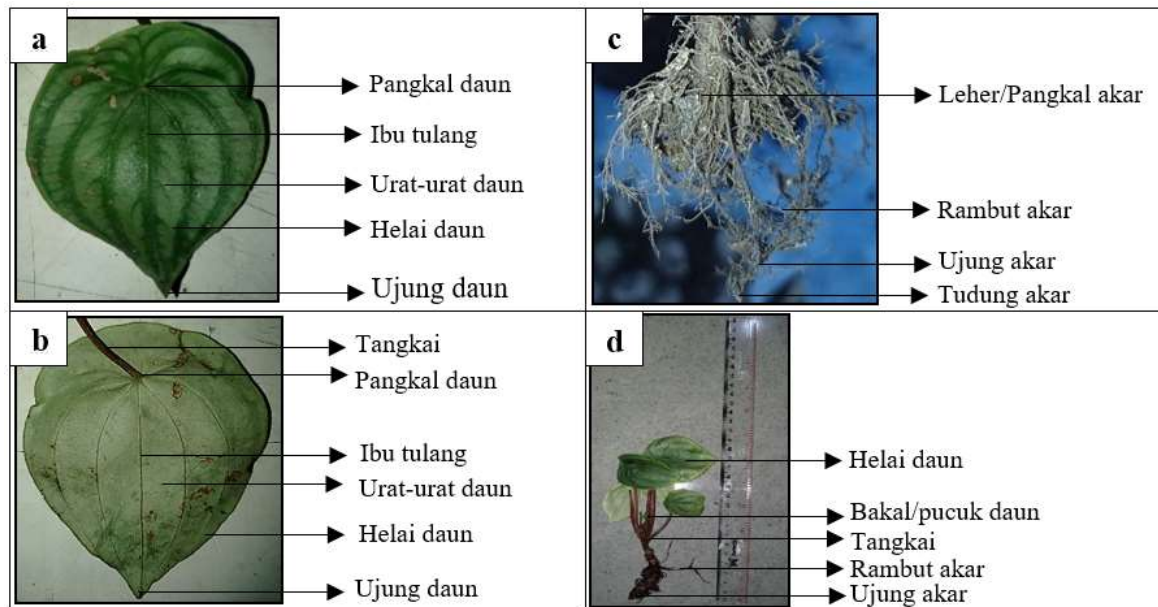 a
Pangkal daun
Ibu tulang
Urat-urat daun
Helai daun
Ujung daun
c
Leher/Pangkal akar
Rambut akar
Ujung akar
Tudung akar
b
Tangkai
Pangkal daun
Ibu tulang
Urat-urat daun
Helai daun
Ujung daun
d
Helai daun
Bakal/pucuk daun
Tangkai
Rambut akar
Ujung akar